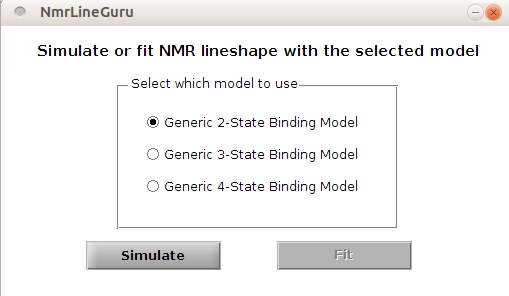 NmrLineGuru
Simulate or fit NMR lineshape with the selected model
Select which model to use
Generic 2-State Binding Model
Generic 3-State Binding Model
Generic 4-State Binding Model
Simulate Fit